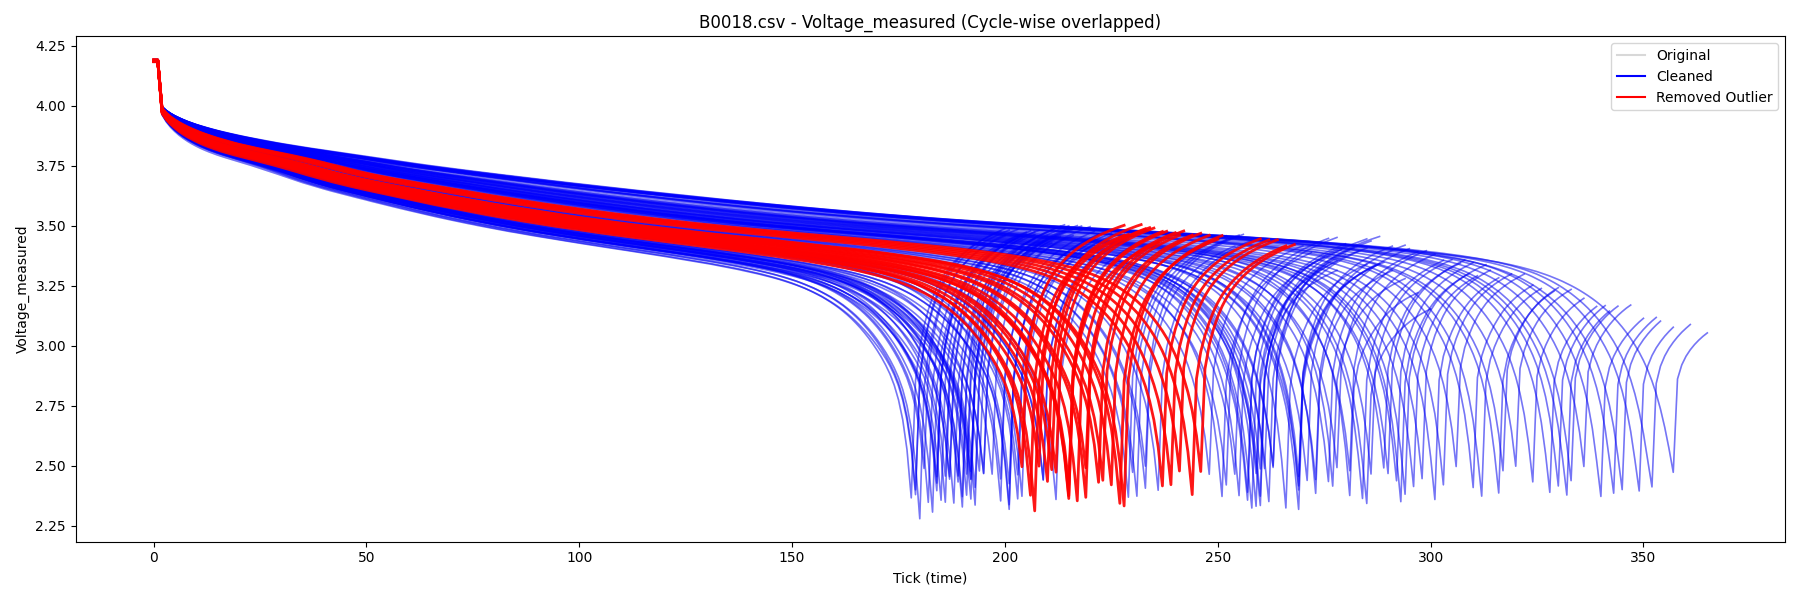 B0018.csv - Voltage_measured (Cycle-wise overlapped)
Original
Cleaned
Removed Outlier
Voltage_measured
4.25
4.00
3.75
3.50
3.25
3.00
2.75
2.50
2.25
0 50 100 150 200 250 300 350
Tick (time)